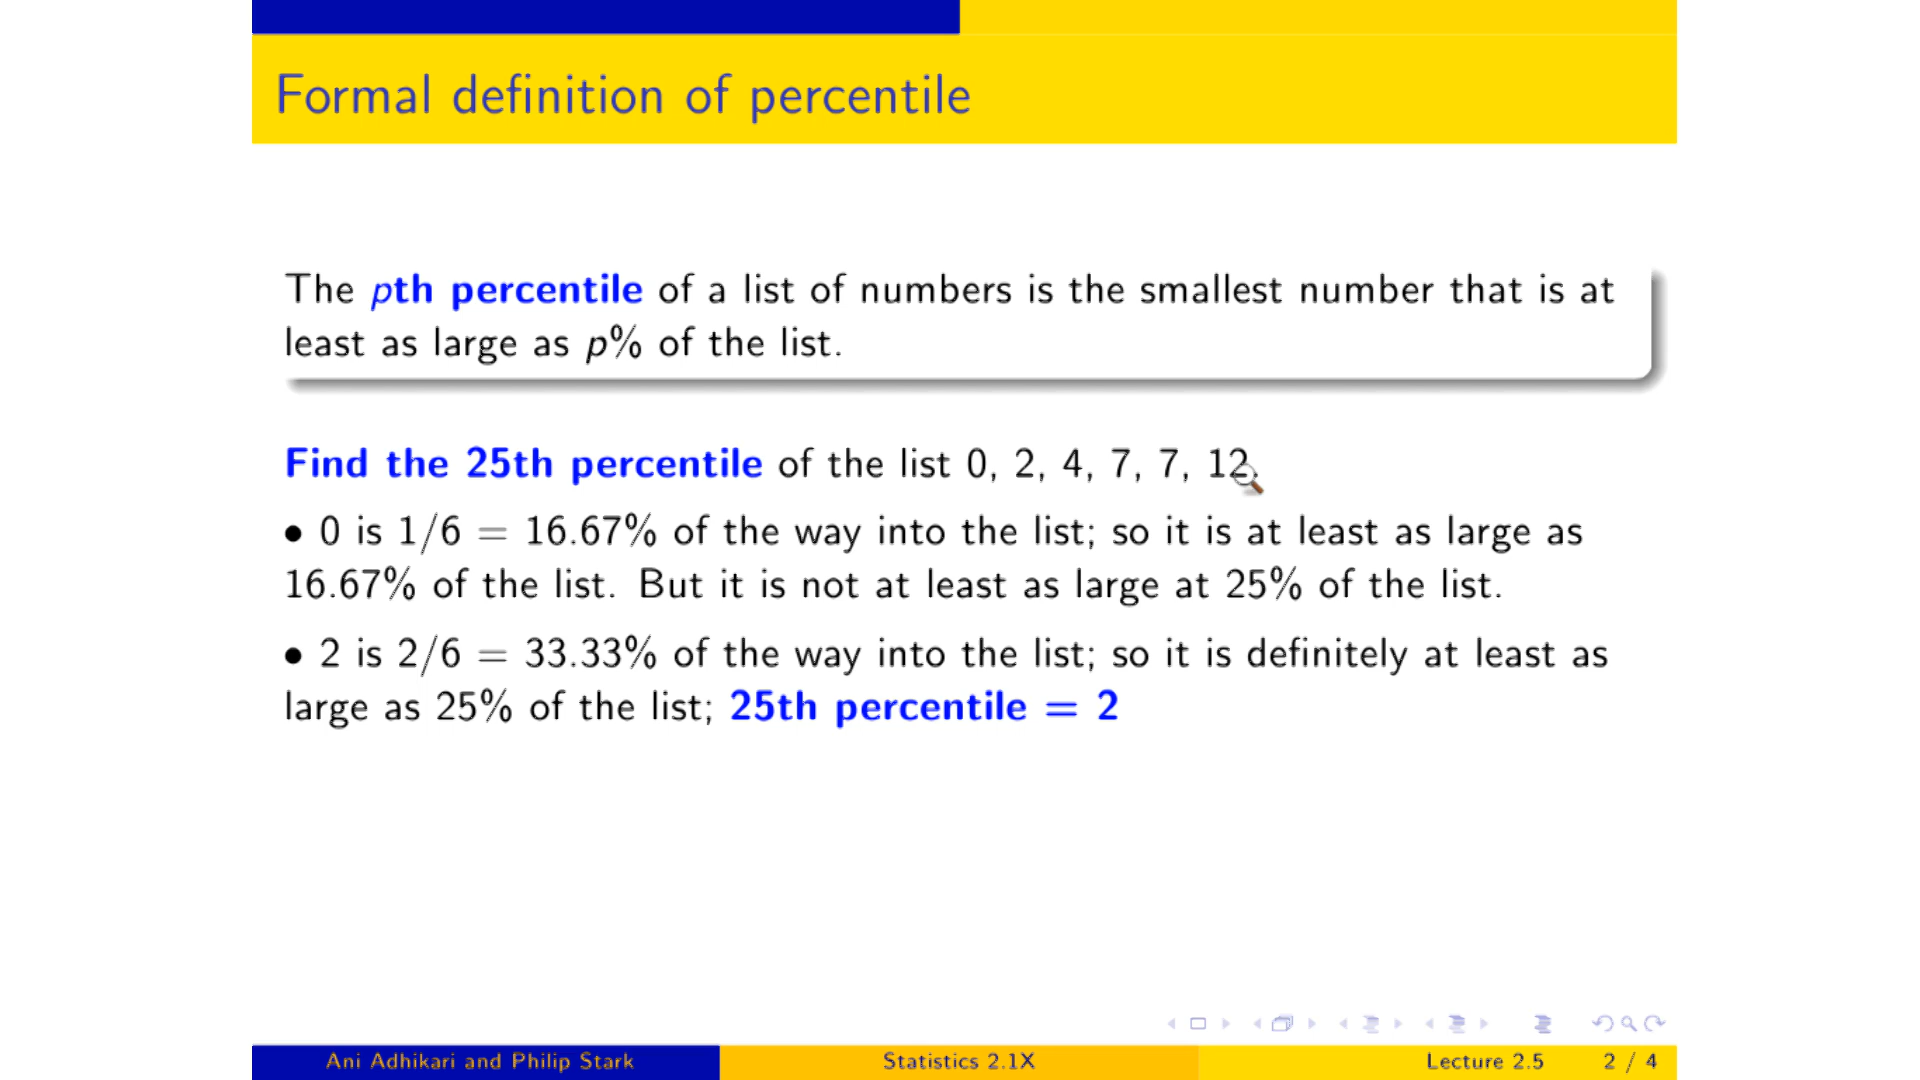 Formal definition of percentile
The pth percentile of a list of numbers is the smallest number that is at
least as large as p% of the list.
Find the 25th percentile of the list 0, 2, 4, 7, 7, 12.
• 0 is 1/6 = 16.67% of the way into the list; so it is at least as large as
16.67% of the list. But it is not at least as large at 25% of the list.
• 2 is 2/6 = 33.33% of the way into the list; so it is definitely at least as
large as 25% of the list; 25th percentile = 2
Ani Adhikari and Philip Stark Statistics 2.1X Lecture 2.5 2 / 4